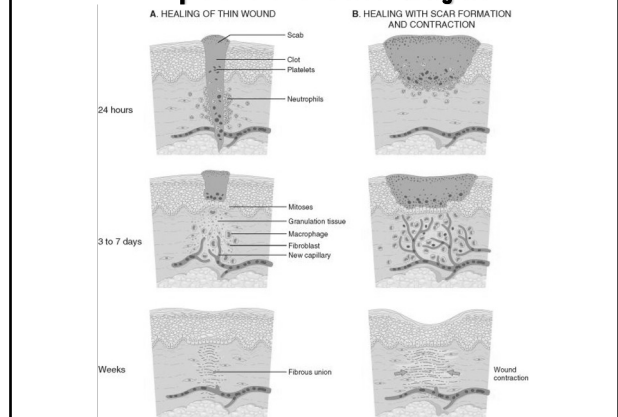 A. HEALING OF THIN WOUND
B. HEALING WITH SCAR FORMATION
AND CONTRACTION
Scab
Clot
Platelets
Neutrophils
24 hours
Mitoses
Granulation tissue
Macrophage
Fibroblast
New capillary
3 to 7 days
Weeks
Fibrous union
Wound
contraction